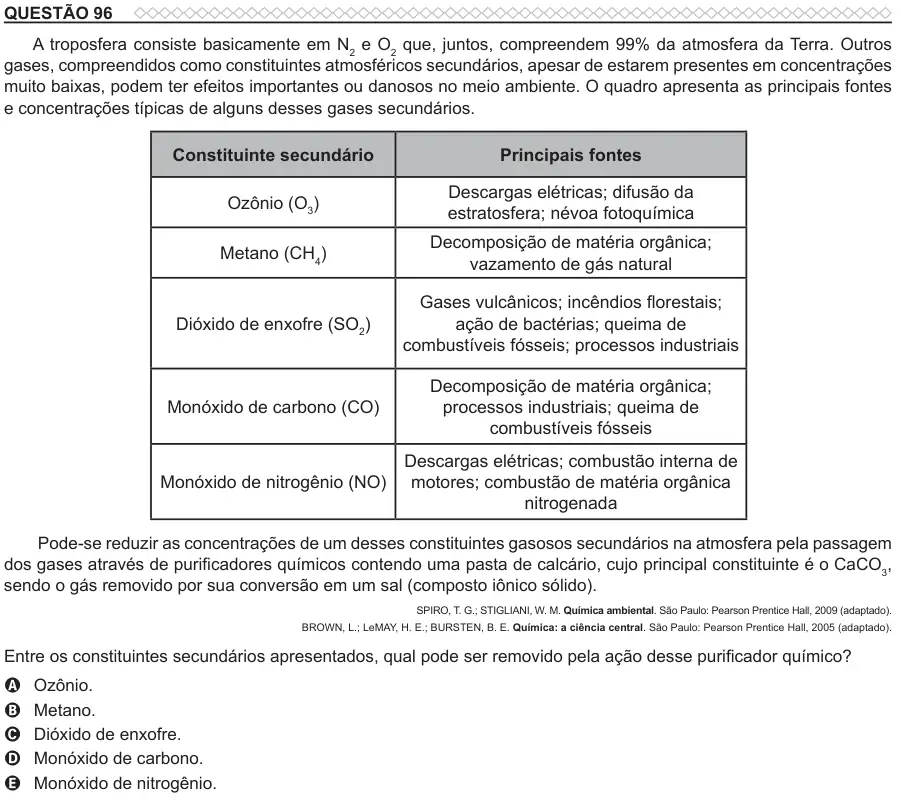 QUESTÃO 96
A troposfera consiste basicamente em N₂ e O₂ que, juntos, compreendem 99% da atmosfera da Terra. Outros
gases, compreendidos como constituintes atmosféricos secundários, apesar de estarem presentes em concentrações
muito baixas, podem ter efeitos importantes ou danosos no meio ambiente. O quadro apresenta as principais fontes
e concentrações típicas de alguns desses gases secundários.
Constituinte secundário
Principais fontes
Ozônio (O₃)
Descargas elétricas; difusão da
estratosfera; névoa fotoquímica
Metano (CH₄)
Decomposição de matéria orgânica;
vazamento de gás natural
Dióxido de enxofre (SO₂)
Gases vulcânicos; incêndios florestais;
ação de bactérias; queima de
combustíveis fósseis; processos industriais
Monóxido de carbono (CO)
Decomposição de matéria orgânica;
processos industriais; queima de
combustíveis fósseis
Monóxido de nitrogênio (NO)
Descargas elétricas; combustão interna de
motores; combustão de matéria orgânica
nitrogenada
Pode-se reduzir as concentrações de um desses constituintes gasosos secundários na atmosfera pela passagem
dos gases através de purificadores químicos contendo uma pasta de calcário, cujo principal constituinte é o CaCO₃,
sendo o gás removido por sua conversão em um sal (composto iônico sólido).
SPIRO, T. G.; STIGLIANI, W. M. Química ambiental. São Paulo: Pearson Prentice Hall, 2009 (adaptado).
BROWN, L.; LeMAY, H. E.; BURSTEN, B. E. Química: a ciência central. São Paulo: Pearson Prentice Hall, 2005 (adaptado).
Entre os constituintes secundários apresentados, qual pode ser removido pela ação desse purificador químico?
A Ozônio.
B Metano.
C Dióxido de enxofre.
D Monóxido de carbono.
E Monóxido de nitrogênio.